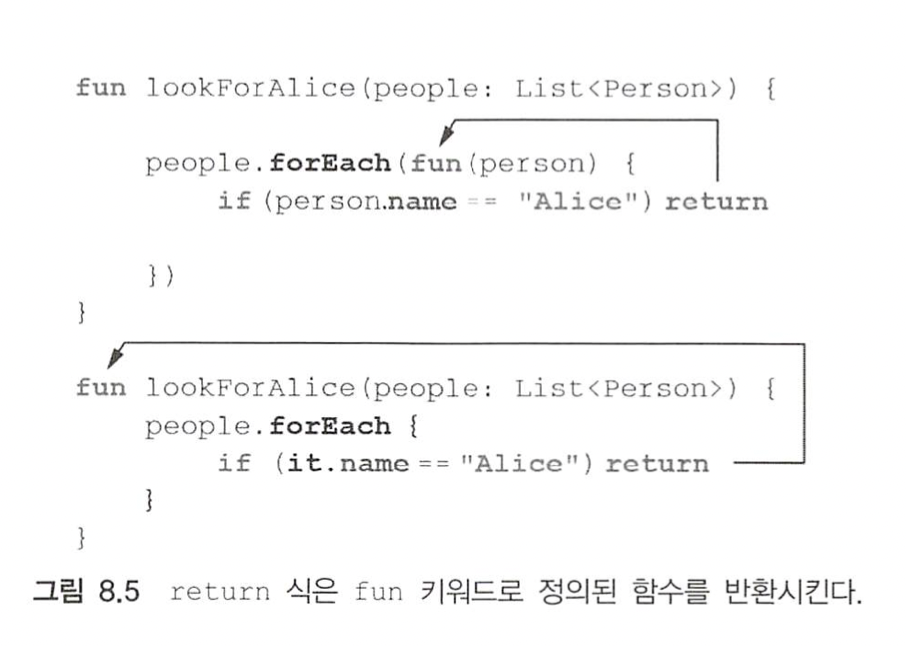 fun lookForAlice(people: List<Person>) {
people.forEach(fun(person) {
if (person.name == "Alice") return
})
}
fun lookForAlice(people: List<Person>) {
people.forEach {
if (it.name == "Alice") return
}
}
그림 8.5 return 식은 fun 키워드로 정의된 함수를 반환시킨다.